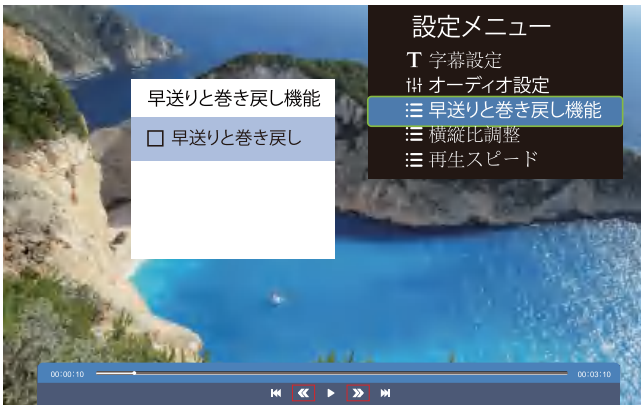 設定メニュー
字幕設定
オーディオ設定
早送りと巻き戻し機能
横縦比調整
再生スピード
早送りと巻き戻し機能
早送りと巻き戻し
00:00:10
00:03:10